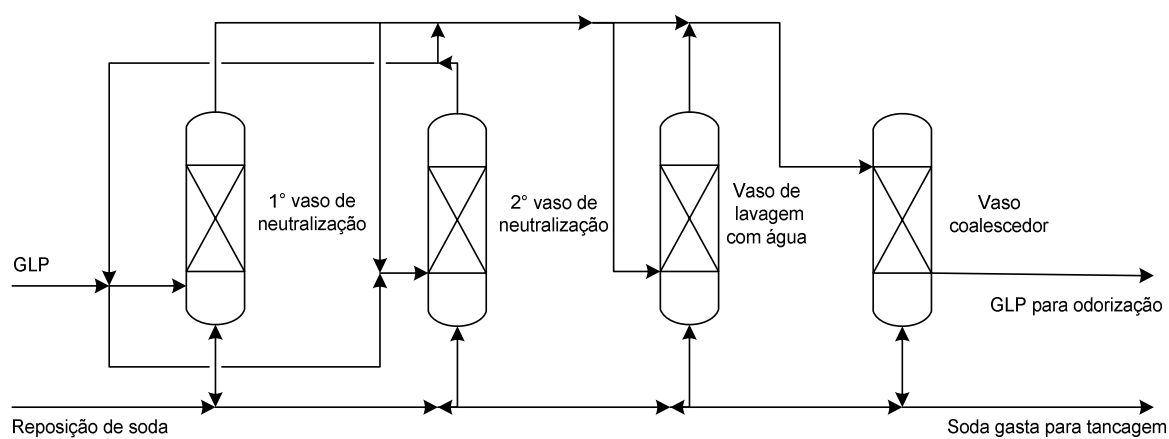 1° vaso de
neutralização
2° vaso de
neutralização
Vaso de
lavagem
com água
Vaso
coalescedor
GLP
GLP para odorização
Reposição de soda
Soda gasta para tancagem